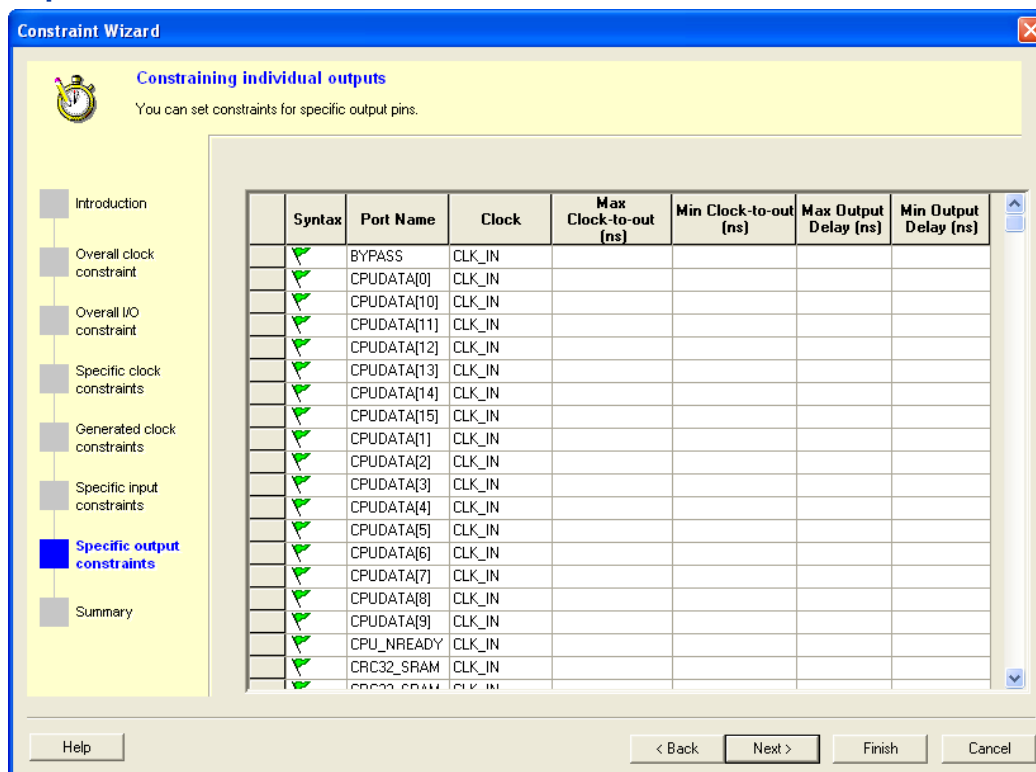 Constraint Wizard
Constraining individual outputs
You can set constraints for specific output pins.
Introduction
Overall clock
constraint
Overall I/O
constraint
Specific clock
constraints
Generated clock
constraints
Specific input
constraints
Specific output
constraints
Summary
Syntax Port Name Clock Max Clock-to-out (ns) Min Clock-to-out (ns) Max Output Delay (ns) Min Output Delay (ns)
BYPASS CLK_IN
CPUDATA[0] CLK_IN
CPUDATA[10] CLK_IN
CPUDATA[11] CLK_IN
CPUDATA[12] CLK_IN
CPUDATA[13] CLK_IN
CPUDATA[14] CLK_IN
CPUDATA[15] CLK_IN
CPUDATA[1] CLK_IN
CPUDATA[2] CLK_IN
CPUDATA[3] CLK_IN
CPUDATA[4] CLK_IN
CPUDATA[5] CLK_IN
CPUDATA[6] CLK_IN
CPUDATA[7] CLK_IN
CPUDATA[8] CLK_IN
CPUDATA[9] CLK_IN
CPU_NREADY CLK_IN
CRC32_SRAM CLK_IN
CRC32_SRAM CLK_IN
Help < Back Next > Finish Cancel